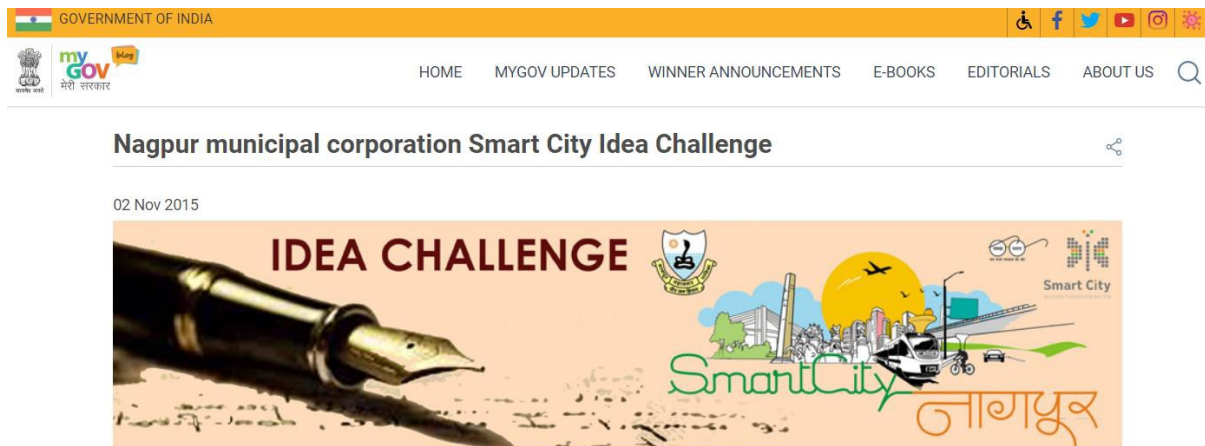 GOVERNMENT OF INDIA
my blog
GOV
मेरी सरकार
HOME MYGOV UPDATES WINNER ANNOUNCEMENTS E-BOOKS EDITORIALS ABOUT US
Nagpur municipal corporation Smart City Idea Challenge
02 Nov 2015
IDEA CHALLENGE
Smart City
SmartCity
नागपुर